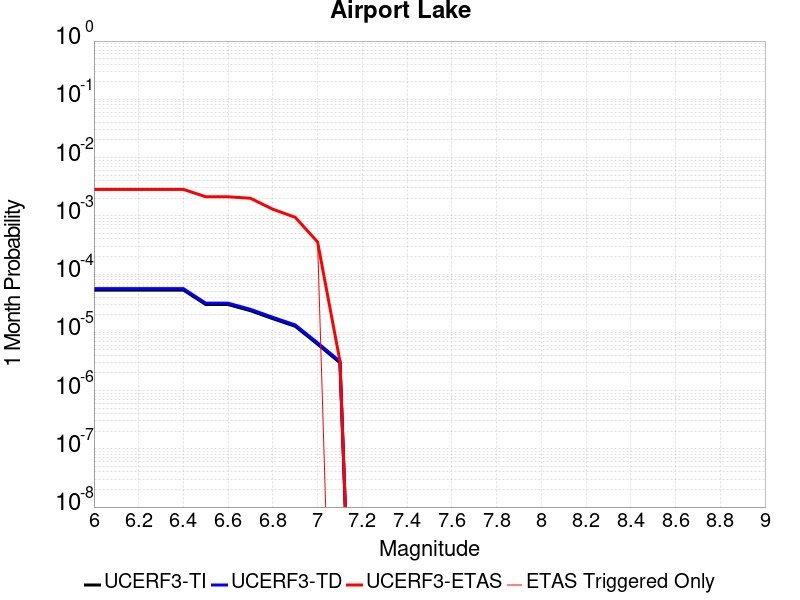 Airport Lake
10^0
10^-1
10^-2
10^-3
10^-4
10^-5
10^-6
10^-7
10^-8
1 Month Probability
6 6.2 6.4 6.6 6.8 7 7.2 7.4 7.6 7.8 8 8.2 8.4 8.6 8.8 9
Magnitude
UCERF3-TI UCERF3-TD UCERF3-ETAS ETAS Triggered Only